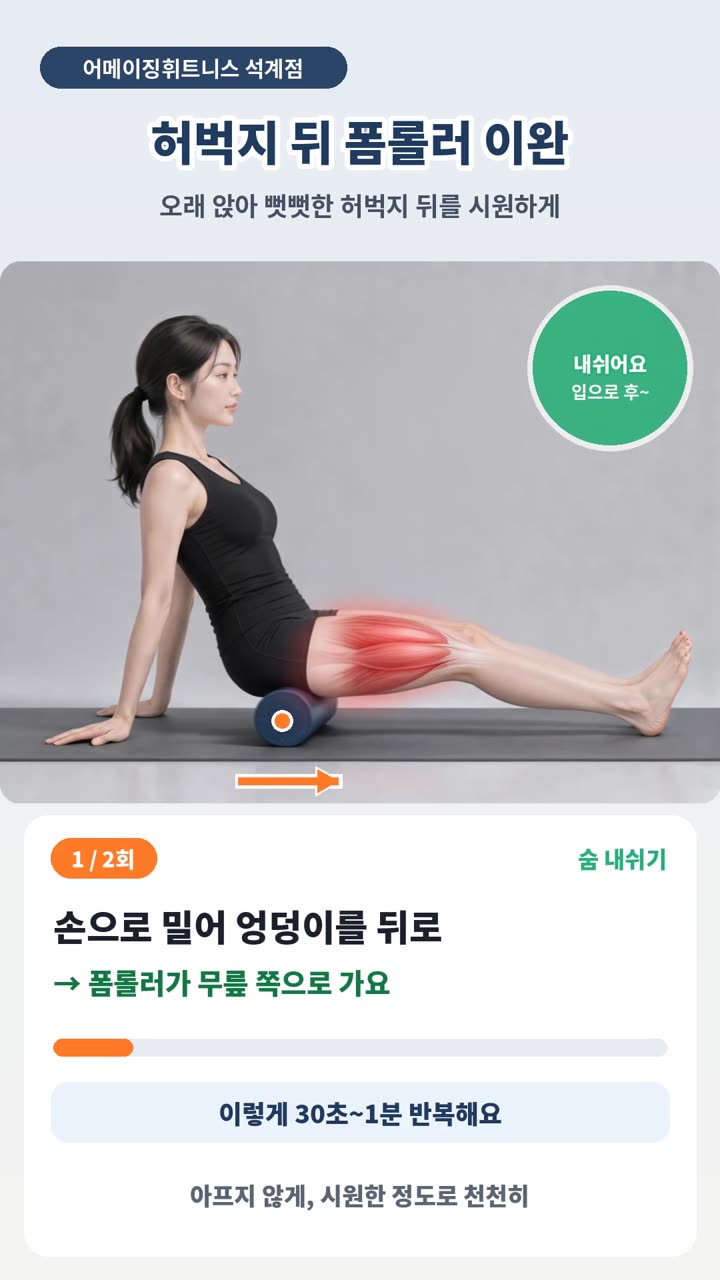 어메이징휘트니스 석계점
허벅지 뒤 폼롤러 이완
오래 앉아 뻣뻣한 허벅지 뒤를 시원하게
내쉬어요
입으로 후~
1 / 2회
숨 내쉬기
손으로 밀어 엉덩이를 뒤로
→ 폼롤러가 무릎 쪽으로 가요
이렇게 30초~1분 반복해요
아프지 않게, 시원한 정도로 천천히